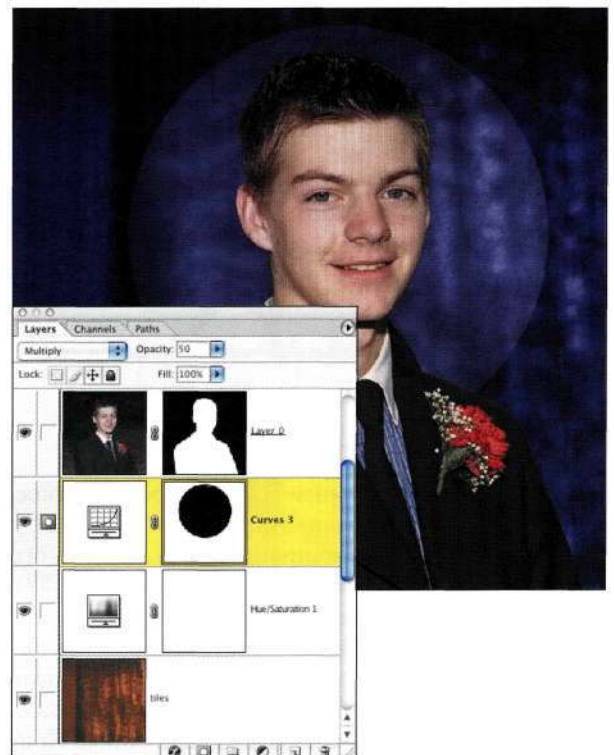 Layers Channels Paths
Multiply Opacity: 50
Lock: Fill: 100%
Layer 0
Curves 3
Hue/Saturation 1
tiles